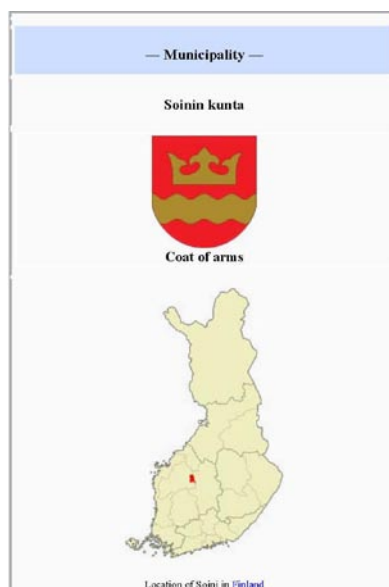 — Municipality —
Soinin kunta
Coat of arms
Location of Soini in Finland